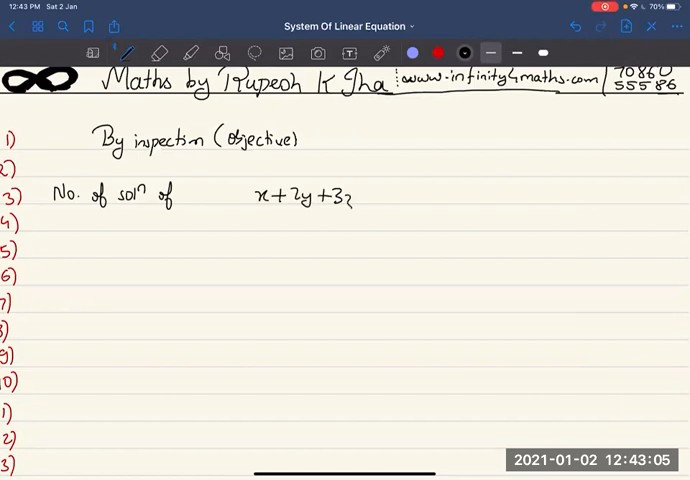 12:43 PM Sat 2 Jan 70%
System Of Linear Equation
Maths by Rupesh K Jha www.infinity4maths.com 70860
55586
1) By inspection (objective)
2)
3) No. of solⁿ of x+2y+3z
4)
5)
6)
7)
8)
9)
10)
1)
2)
3)
2021-01-02 12:43:05